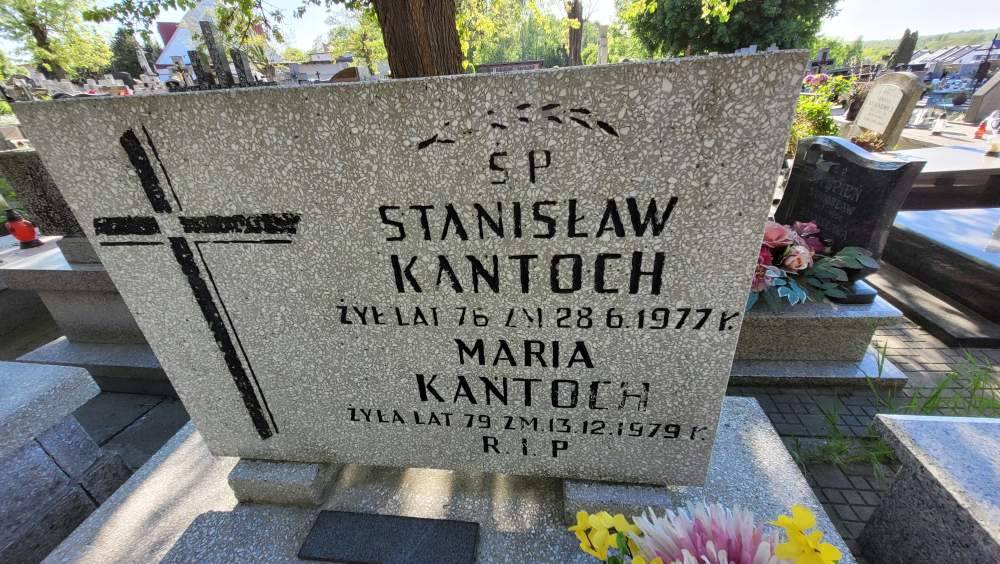 Ś P
STANISŁAW
KANTOCH
ŻYŁ LAT 76 ZM 28 6.1977 R.
MARIA
KANTOCH
ŻYŁA LAT 79 ZM.13.12.1979 R.
R. I. P